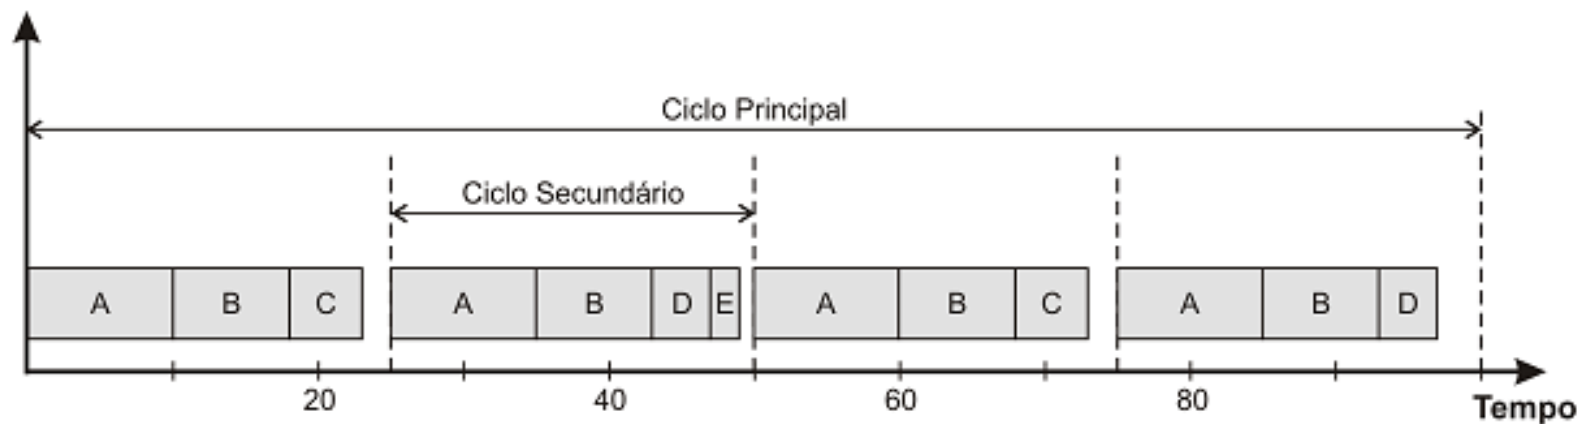 Ciclo Principal
Ciclo Secundário
A B C A B D E A B C A B D
20 40 60 80
Tempo